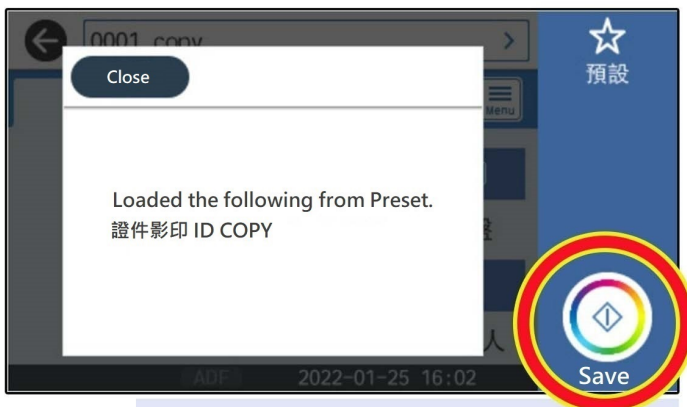 0001 copy
預設
Close
Menu
Loaded the following from Preset.
證件影印 ID COPY
人
ADF 2022-01-25 16:02
Save